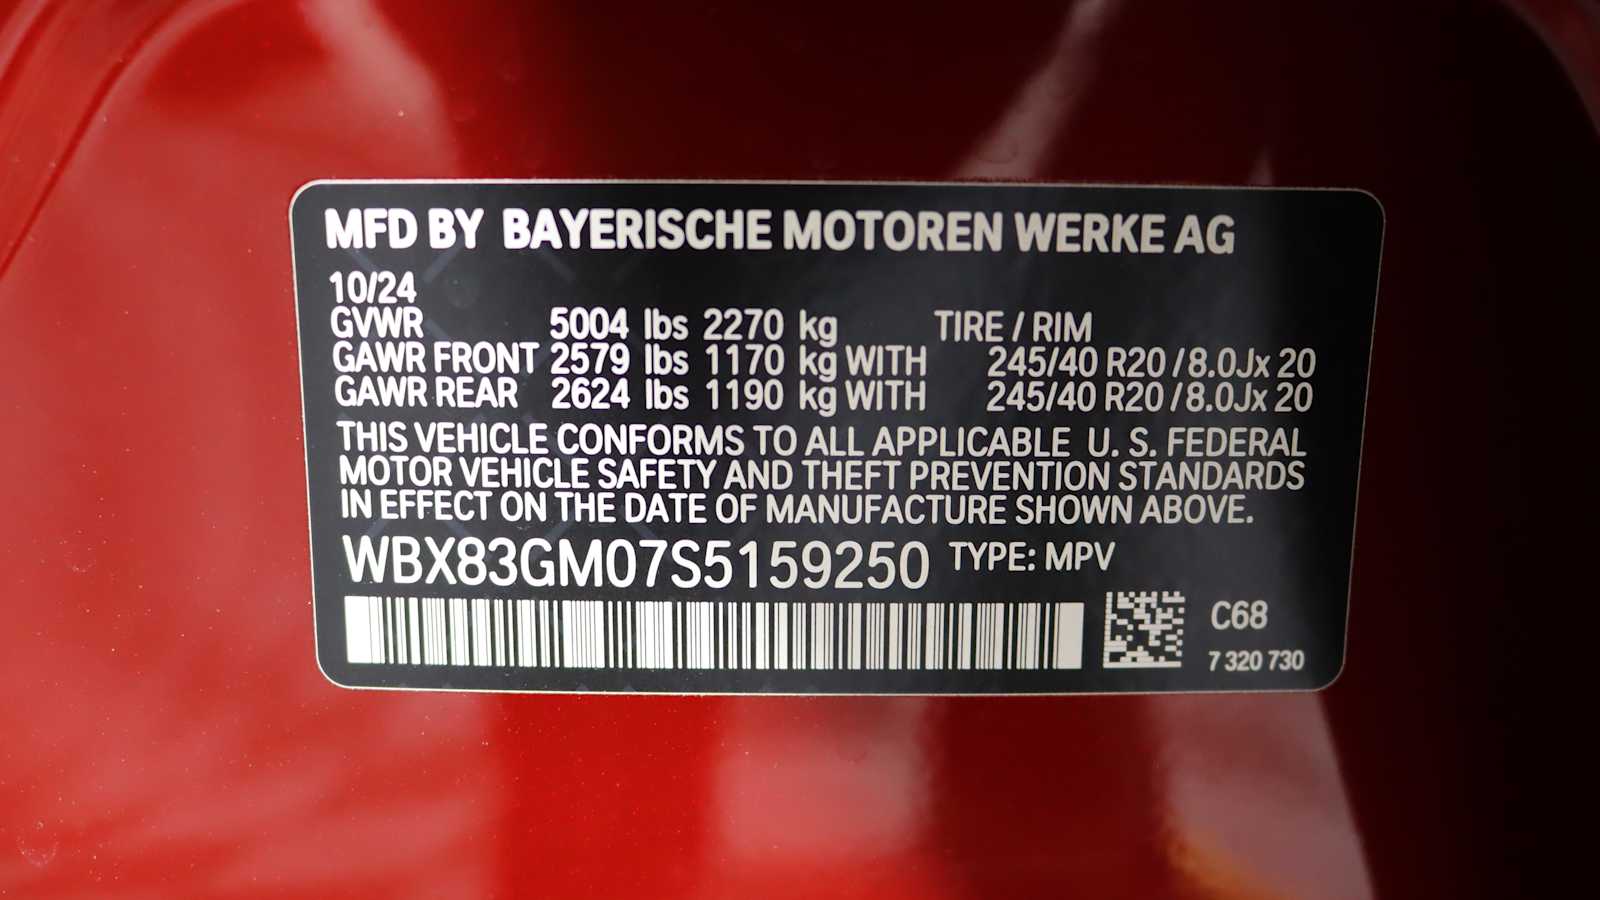 MFD BY BAYERISCHE MOTOREN WERKE AG
10/24
GVWR 5004 lbs 2270 kg TIRE / RIM
GAWR FRONT 2579 lbs 1170 kg WITH 245/40 R20 / 8.0Jx 20
GAWR REAR 2624 lbs 1190 kg WITH 245/40 R20 / 8.0Jx 20
THIS VEHICLE CONFORMS TO ALL APPLICABLE U. S. FEDERAL
MOTOR VEHICLE SAFETY AND THEFT PREVENTION STANDARDS
IN EFFECT ON THE DATE OF MANUFACTURE SHOWN ABOVE.
WBX83GM07S5159250 TYPE: MPV
C68
7 320 730